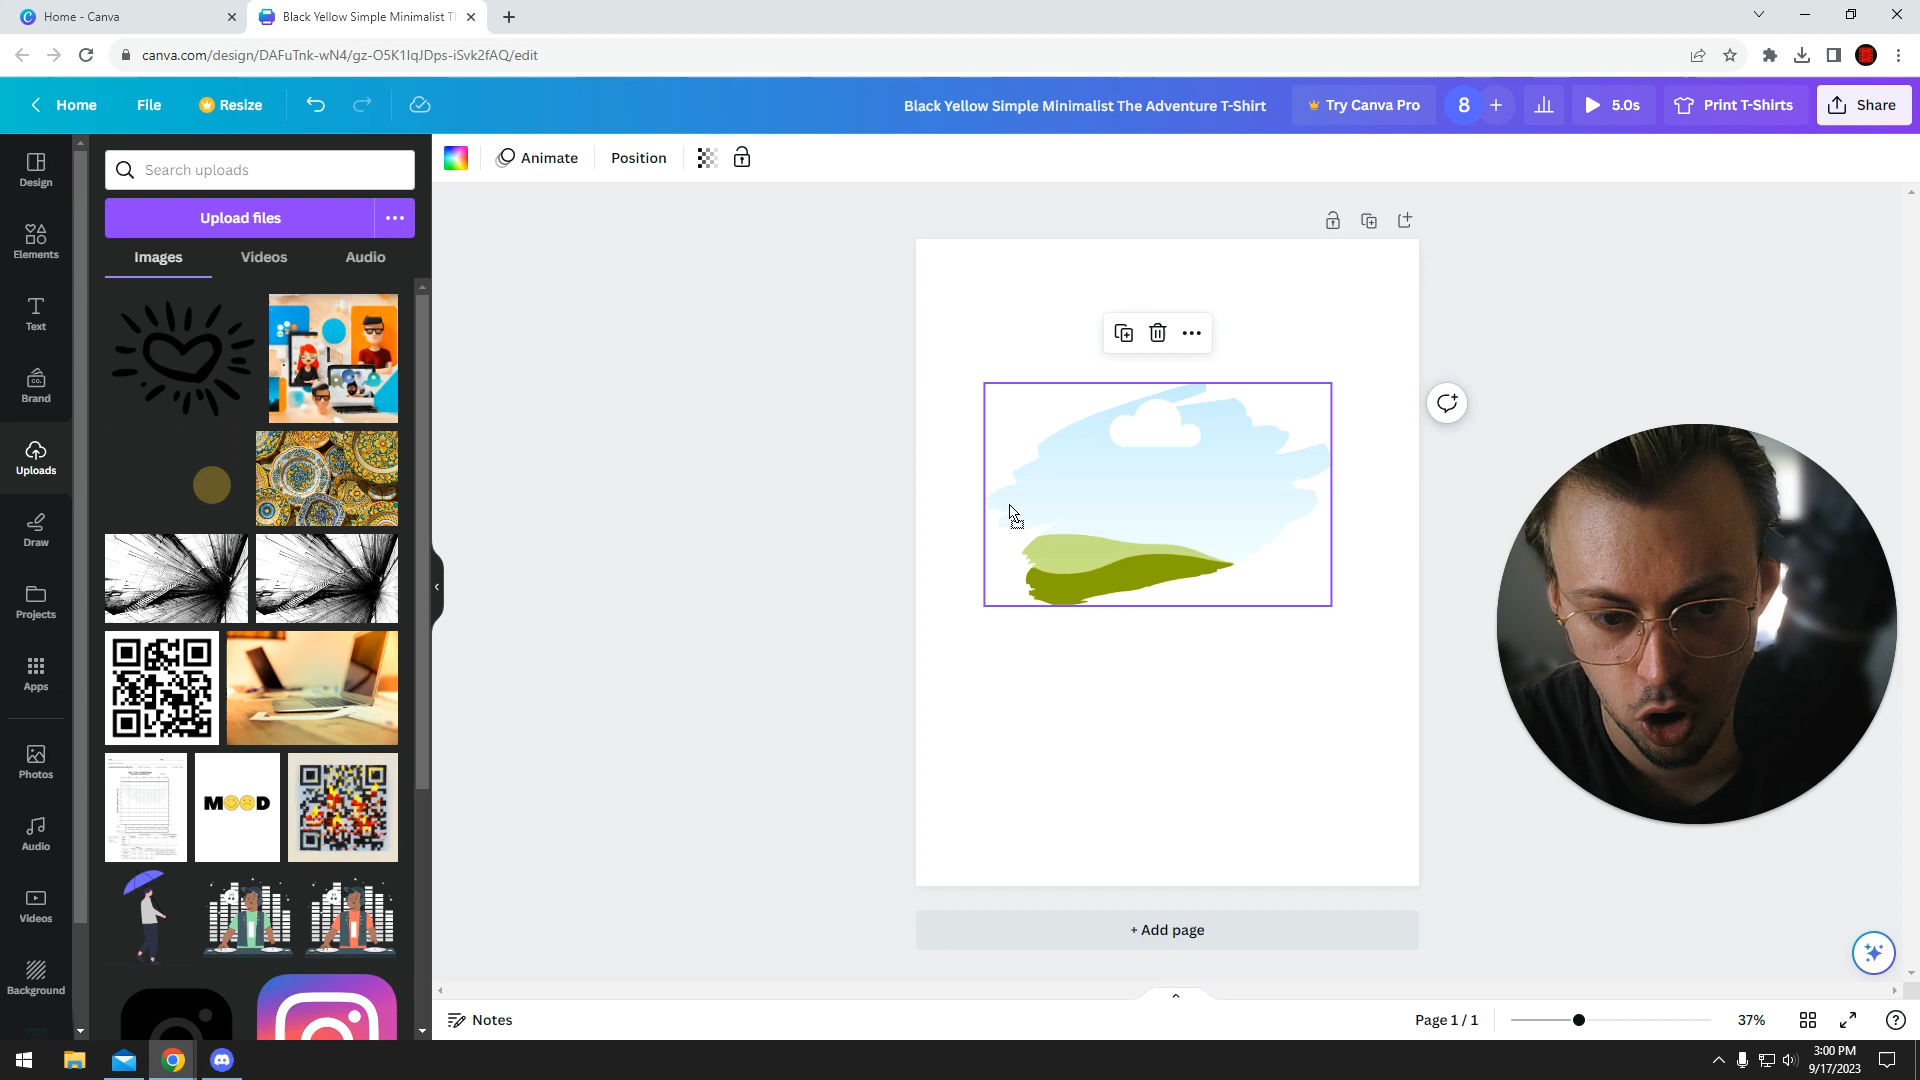 Home - Canva
Black Yellow Simple Minimalist T
canva.com/design/DAFuTnk-wN4/gz-O5K1IqJDps-iSvk2fAQ/edit
Home
File
Resize
Black Yellow Simple Minimalist The Adventure T-Shirt
Try Canva Pro
8
5.0s
Print T-Shirts
Share
Design
Elements
Text
CO.
Brand
Uploads
Draw
Projects
Apps
Photos
Audio
Videos
Background
Search uploads
Upload files
Images
Videos
Audio
MOOD
Animate
Position
+ Add page
Notes
Page 1 / 1
37%
3:00 PM
9/17/2023